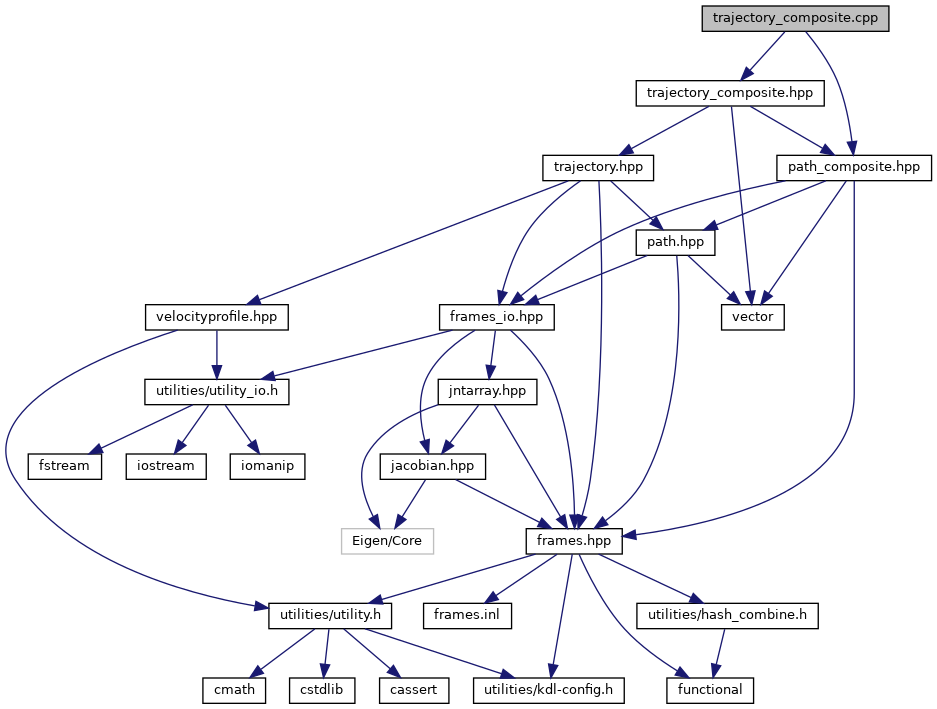 trajectory_composite.cpp
trajectory_composite.hpp
trajectory.hpp
path_composite.hpp
path.hpp
velocityprofile.hpp
frames_io.hpp
vector
utilities/utility_io.h
jntarray.hpp
fstream
iostream
iomanip
jacobian.hpp
Eigen/Core
frames.hpp
utilities/utility.h
frames.inl
utilities/hash_combine.h
cmath
cstdlib
cassert
utilities/kdl-config.h
functional